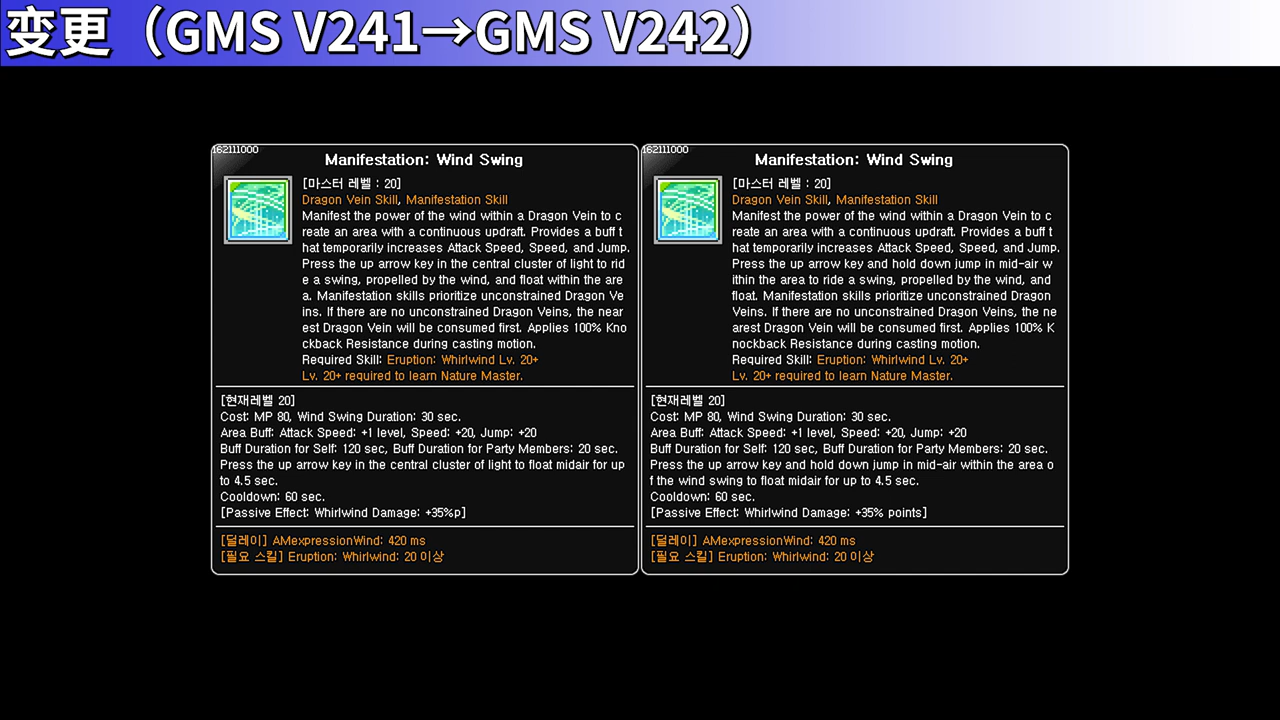 变更（GMS V241→GMS V242）
162111000
Manifestation: Wind Swing
[마스터 레벨 : 20]
Dragon Vein Skill, Manifestation Skill
Manifest the power of the wind within a Dragon Vein to c
reate an area with a continuous updraft. Provides a buff t
hat temporarily increases Attack Speed, Speed, and Jump.
Press the up arrow key in the central cluster of light to rid
e a swing, propelled by the wind, and float within the are
a. Manifestation skills prioritize unconstrained Dragon Ve
ins. If there are no unconstrained Dragon Veins, the near
est Dragon Vein will be consumed first. Applies 100% Kno
ckback Resistance during casting motion.
Required Skill: Eruption: Whirlwind Lv. 20+
Lv. 20+ required to learn Nature Master.
[현재레벨 20]
Cost: MP 80, Wind Swing Duration: 30 sec.
Area Buff: Attack Speed: +1 level, Speed: +20, Jump: +20
Buff Duration for Self: 120 sec, Buff Duration for Party Members: 20 sec.
Press the up arrow key in the central cluster of light to float midair for up
to 4.5 sec.
Cooldown: 60 sec.
[Passive Effect: Whirlwind Damage: +35%p]
[딜레이] AMexpressionWind: 420 ms
[필요 스킬] Eruption: Whirlwind: 20 이상
162111000
Manifestation: Wind Swing
[마스터 레벨 : 20]
Dragon Vein Skill, Manifestation Skill
Manifest the power of the wind within a Dragon Vein to c
reate an area with a continuous updraft. Provides a buff t
hat temporarily increases Attack Speed, Speed, and Jump.
Press the up arrow key and hold down jump in mid-air w
ithin the area to ride a swing, propelled by the wind, and
float. Manifestation skills prioritize unconstrained Dragon
Veins. If there are no unconstrained Dragon Veins, the ne
arest Dragon Vein will be consumed first. Applies 100% K
nockback Resistance during casting motion.
Required Skill: Eruption: Whirlwind Lv. 20+
Lv. 20+ required to learn Nature Master.
[현재레벨 20]
Cost: MP 80, Wind Swing Duration: 30 sec.
Area Buff: Attack Speed: +1 level, Speed: +20, Jump: +20
Buff Duration for Self: 120 sec, Buff Duration for Party Members: 20 sec.
Press the up arrow key and hold down jump in mid-air within the area o
f the wind swing to float midair for up to 4.5 sec.
Cooldown: 60 sec.
[Passive Effect: Whirlwind Damage: +35% points]
[딜레이] AMexpressionWind: 420 ms
[필요 스킬] Eruption: Whirlwind: 20 이상